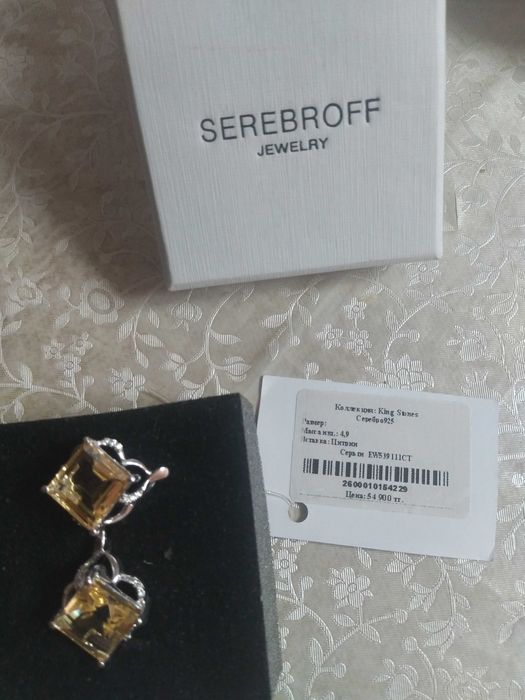 SEREBROFF
JEWELRY
Коллекция: King Stones
Серебро925
Размер:
Масса изд.: 4,9
Вставка: Цитрин
Серьги EW539111CT
2600010154229
Цена: 54 900 тг.